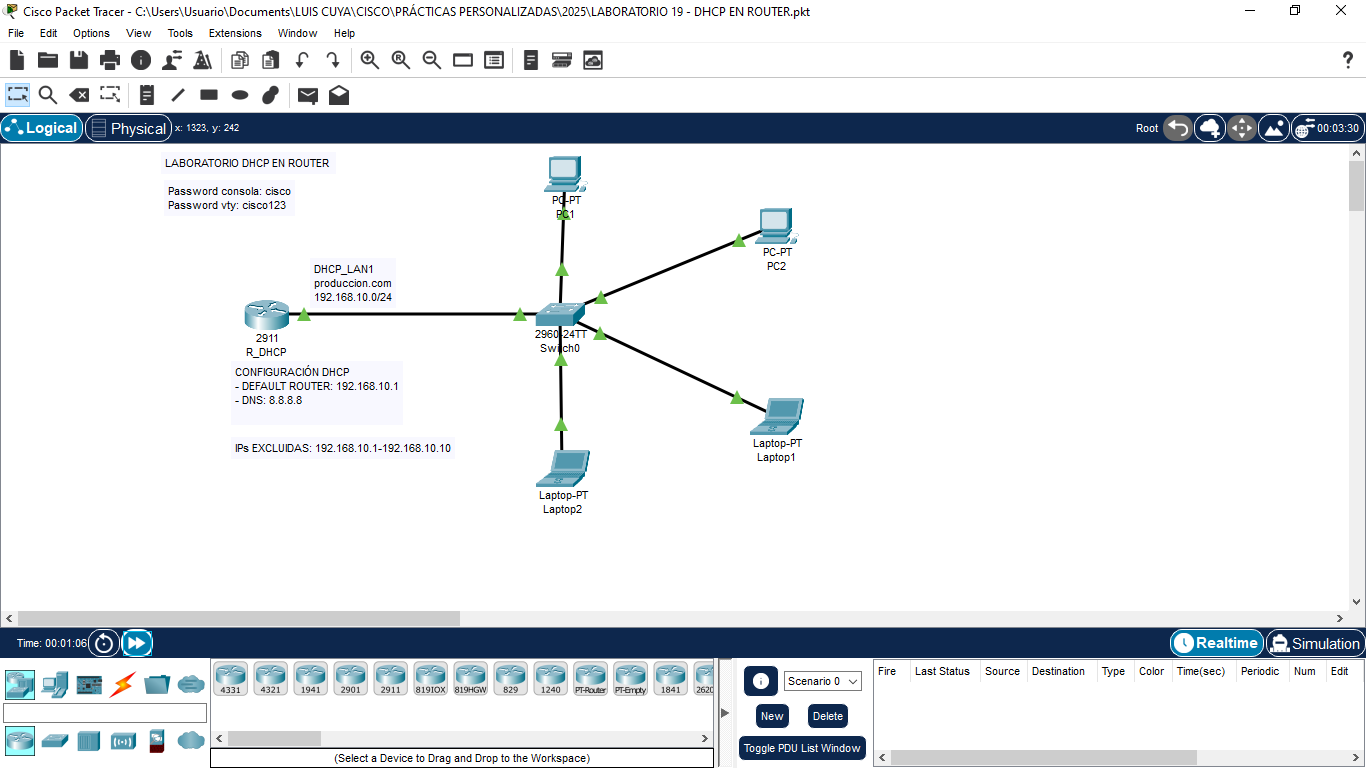 Cisco Packet Tracer - C:\Users\Usuario\Documents\LUIS CUYA\CISCO\PRÁCTICAS PERSONALIZADAS\2025\LABORATORIO 19 - DHCP EN ROUTER.pkt
File Edit Options View Tools Extensions Window Help
Logical Physical x: 1323, y: 242 Root 00:03:30
LABORATORIO DHCP EN ROUTER
Password consola: cisco
Password vty: cisco123
PC-PT
PC1
PC-PT
PC2
DHCP_LAN1
produccion.com
192.168.10.0/24
2911
R_DHCP
2960-24TT
Switch0
CONFIGURACIÓN DHCP
- DEFAULT ROUTER: 192.168.10.1
- DNS: 8.8.8.8
IPs EXCLUIDAS: 192.168.10.1-192.168.10.10
Laptop-PT
Laptop1
Laptop-PT
Laptop2
Time: 00:01:06 Realtime Simulation
4331 4321 1941 2901 2911 819IOX 819HGW 829 1240 PT-Router PT-Empty 1841 2620
(Select a Device to Drag and Drop to the Workspace)
Scenario 0
New Delete
Toggle PDU List Window
Fire Last Status Source Destination Type Color Time(sec) Periodic Num Edit